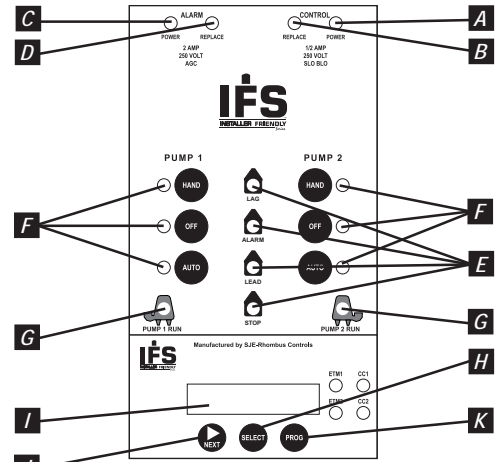 C
ALARM
CONTROL
A
D
POWER
REPLACE
REPLACE
POWER
B
2 AMP
250 VOLT
AGC
1/2 AMP
250 VOLT
SLO BLO
IFS
INSTALLER FRIENDLY
Series
PUMP 1
PUMP 2
HAND
HAND
LAG
F
OFF
OFF
F
ALARM
E
AUTO
AUTO
LEAD
G
G
PUMP 1 RUN
STOP
PUMP 2 RUN
IFS
INSTALLER FRIENDLY
Manufactured by SJE-Rhombus Controls
H
ETM1
CC1
I
ETM2
CC2
K
NEXT
SELECT
PROG